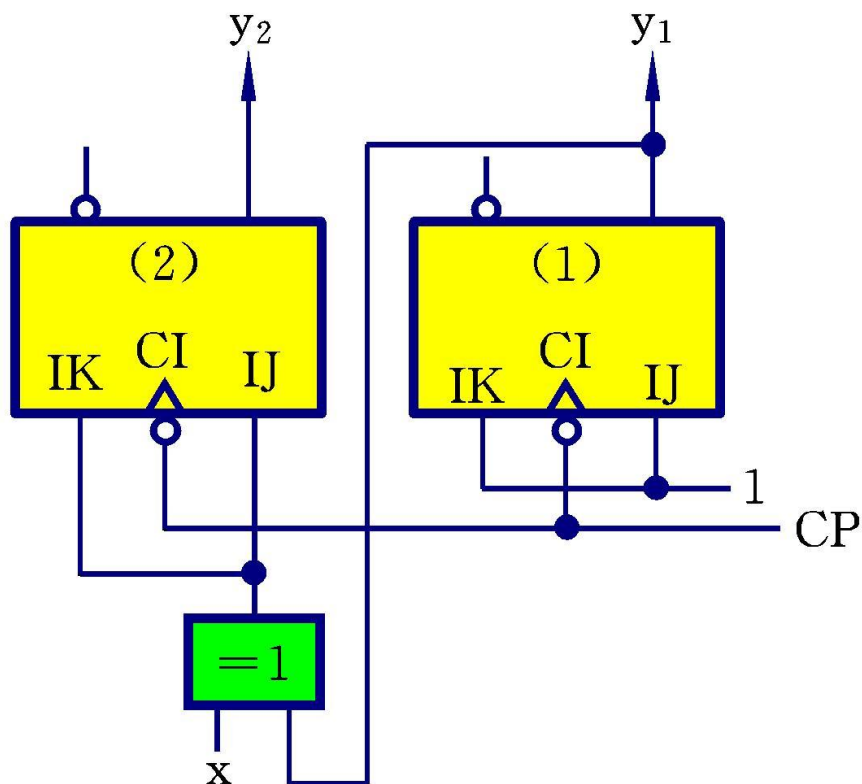 y₂ y₁
(2) (1)
IK CI IJ IK CI IJ
1
CP
=1
x